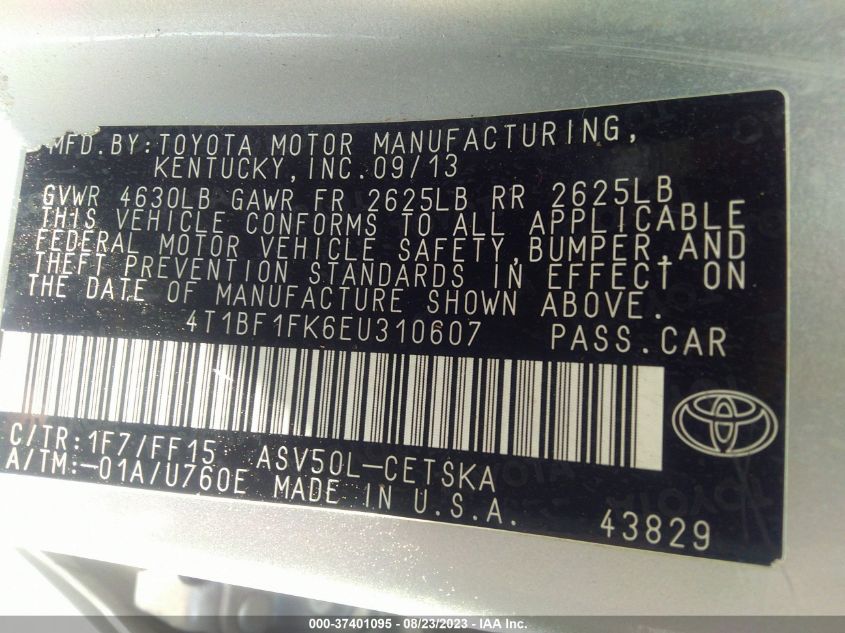 MFD.BY:TOYOTA MOTOR MANUFACTURING,
KENTUCKY,INC.09/13
GVWR 4630LB GAWR FR 2625LB RR 2625LB
THIS VEHICLE CONFORMS TO ALL APPLICABLE
FEDERAL MOTOR VEHICLE SAFETY,BUMPER,AND
THEFT PREVENTION STANDARDS IN EFFECT ON
THE DATE OF MANUFACTURE SHOWN ABOVE.
4T1BF1FK6EU310607 PASS.CAR
C/TR:1F7/FF15 ASV50L-CETSKA
A/TM:-01A/U760E MADE IN U.S.A.
43829
000-37401095 - 08/23/2023 - IAA Inc.